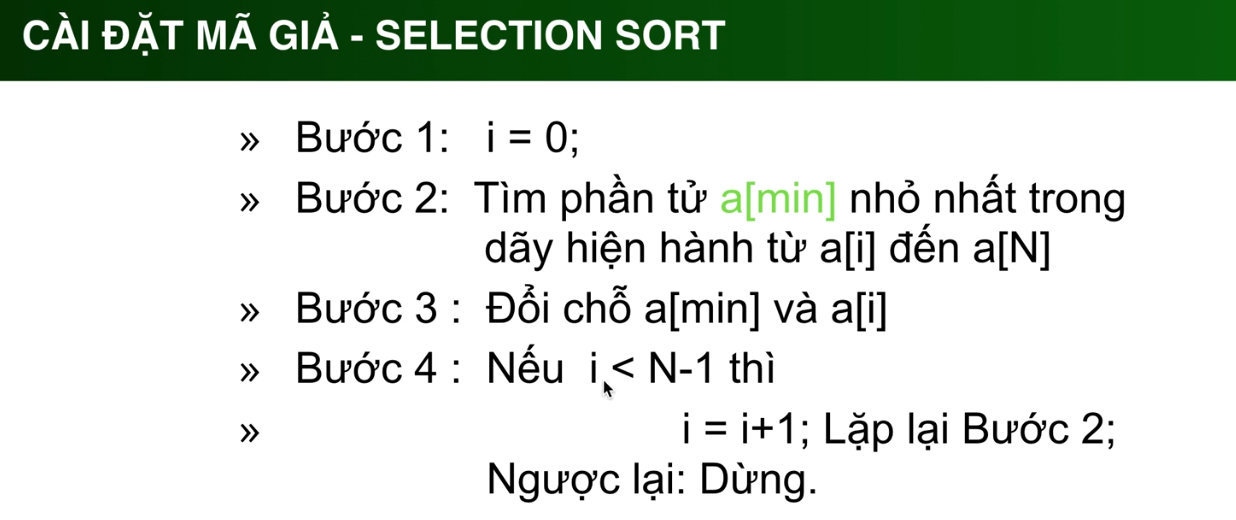 CÀI ĐẶT MÃ GIẢ - SELECTION SORT
» Bước 1: i = 0;
» Bước 2: Tìm phần tử a[min] nhỏ nhất trong
dãy hiện hành từ a[i] đến a[N]
» Bước 3 : Đổi chỗ a[min] và a[i]
» Bước 4 : Nếu i < N-1 thì
» i = i+1; Lặp lại Bước 2;
Ngược lại: Dừng.